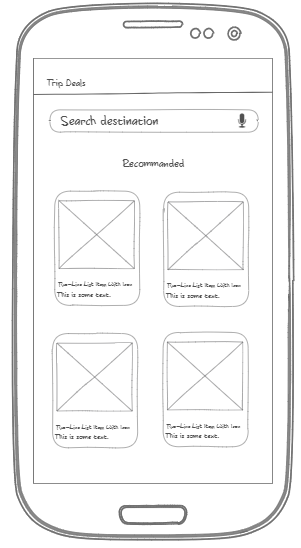 Trip Deals
Search destination
Recommanded
Two-Line List Item With Icon
This is some text.
Two-Line List Item With Icon
This is some text.
Two-Line List Item With Icon
This is some text.
Two-Line List Item With Icon
This is some text.